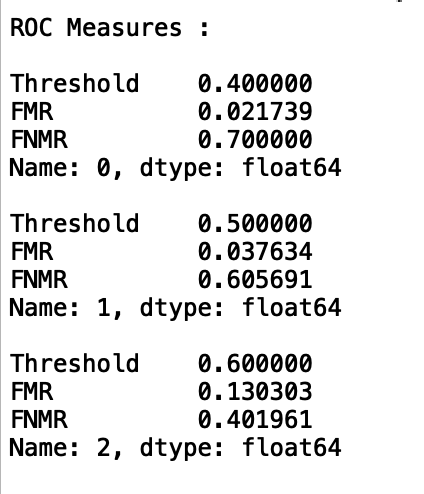 ROC Measures :
Threshold    0.400000
FMR          0.021739
FNMR         0.700000
Name: 0, dtype: float64
Threshold    0.500000
FMR          0.037634
FNMR         0.605691
Name: 1, dtype: float64
Threshold    0.600000
FMR          0.130303
FNMR         0.401961
Name: 2, dtype: float64